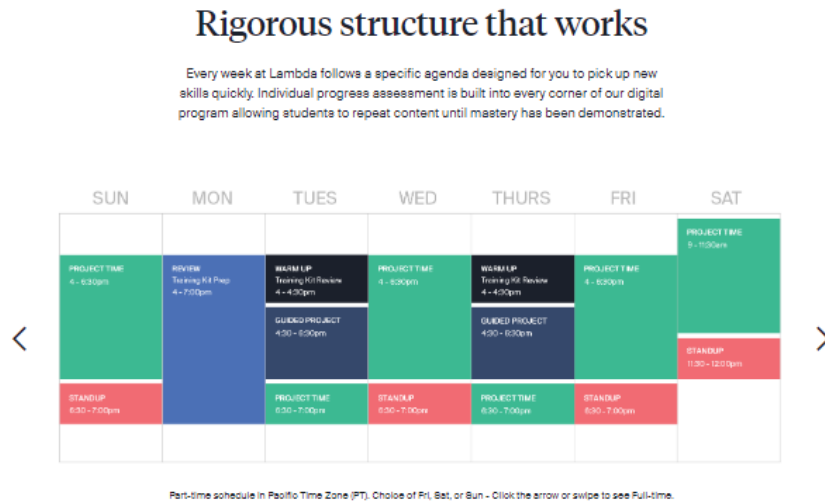 Rigorous structure that works
Every week at Lambda follows a specific agenda designed for you to pick up new
skills quickly. Individual progress assessment is built into every corner of our digital
program allowing students to repeat content until mastery has been demonstrated.
SUN MON TUES WED THURS FRI SAT
PROJECT TIME
9 - 11:30am
PROJECT TIME
4 - 6:30pm
REVIEW
Training Kit Prep
4 - 7:00pm
WARM UP
Training Kit Review
4 - 4:30pm
PROJECT TIME
4 - 6:30pm
WARM UP
Training Kit Review
4 - 4:30pm
PROJECT TIME
4 - 6:30pm
GUIDED PROJECT
4:30 - 6:30pm
GUIDED PROJECT
4:30 - 6:30pm
STANDUP
11:30 - 12:00pm
STANDUP
6:30 - 7:00pm
PROJECT TIME
6:30 - 7:00pm
STANDUP
6:30 - 7:00pm
PROJECT TIME
6:30 - 7:00pm
STANDUP
6:30 - 7:00pm
Part-time schedule in Pacific Time Zone (PT). Choice of Fri, Sat, or Sun - Click the arrow or swipe to see Full-time.